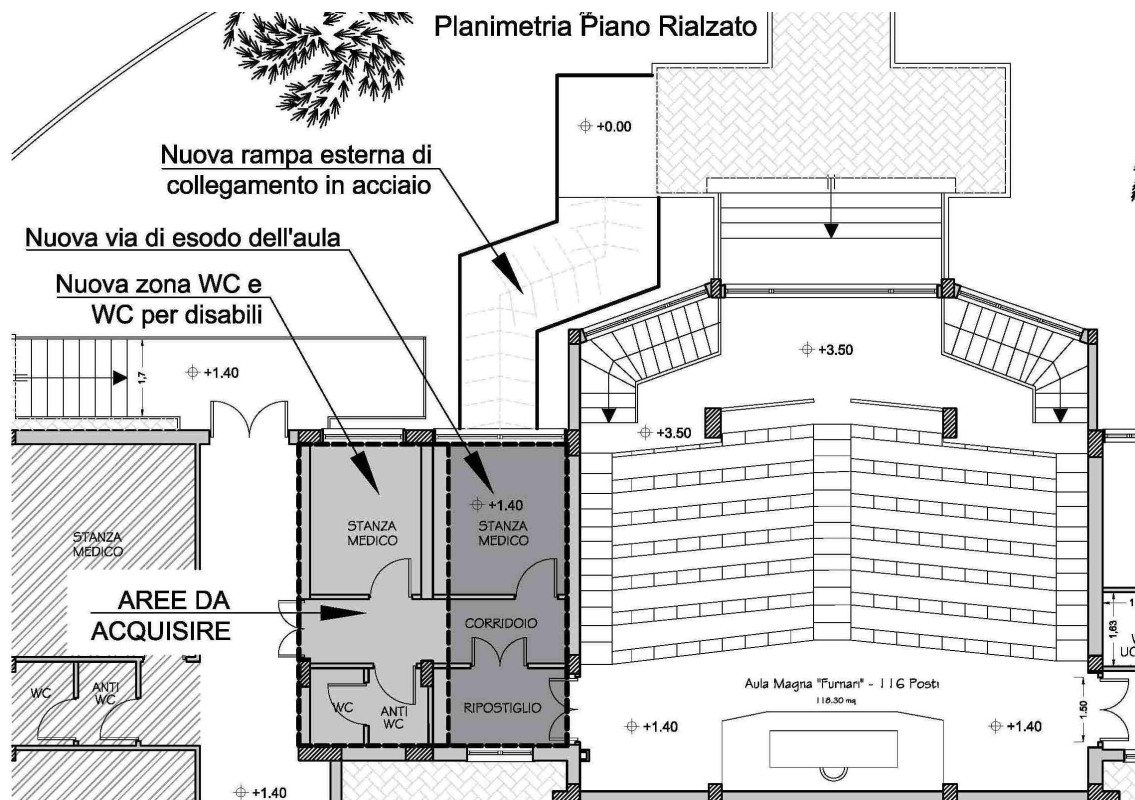 Planimetria Piano Rialzato
+0.00
Nuova rampa esterna di
collegamento in acciaio
Nuova via di esodo dell'aula
Nuova zona WC e
WC per disabili
1,7
+1.40
+3.50
+3.50
+1.40
STANZA
MEDICO
STANZA
MEDICO
STANZA
MEDICO
AREE DA
ACQUISIRE
CORRIDOIO
1,63
1
UO
WC
ANTI
WC
WC
ANTI
WC
RIPOSTIGLIO
Aula Magna "Furnari" - 116 Posti
118.30 mq
1.50
+1.40
+1.40
+1.40